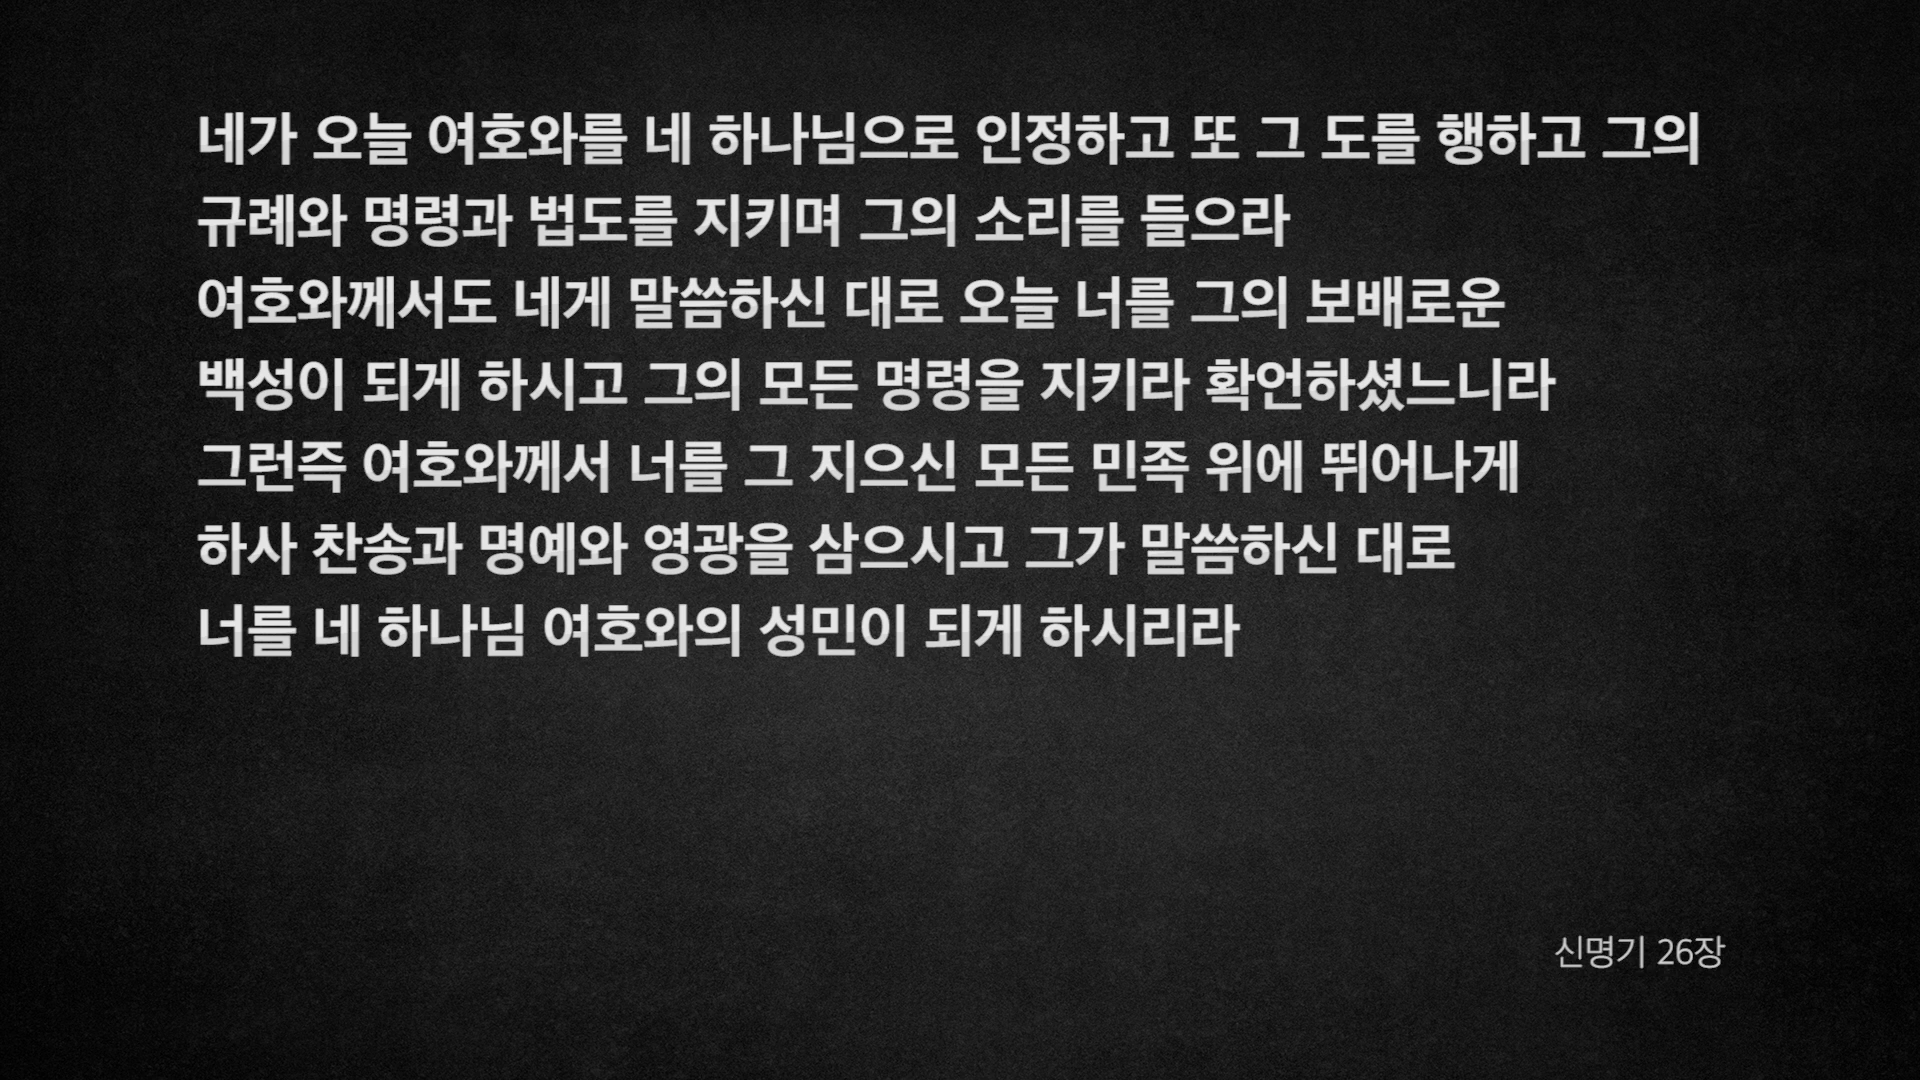 네가 오늘 여호와를 네 하나님으로 인정하고 또 그 도를 행하고 그의
규례와 명령과 법도를 지키며 그의 소리를 들으라
여호와께서도 네게 말씀하신 대로 오늘 너를 그의 보배로운
백성이 되게 하시고 그의 모든 명령을 지키라 확언하셨느니라
그런즉 여호와께서 너를 그 지으신 모든 민족 위에 뛰어나게
하사 찬송과 명예와 영광을 삼으시고 그가 말씀하신 대로
너를 네 하나님 여호와의 성민이 되게 하시리라
신명기 26장